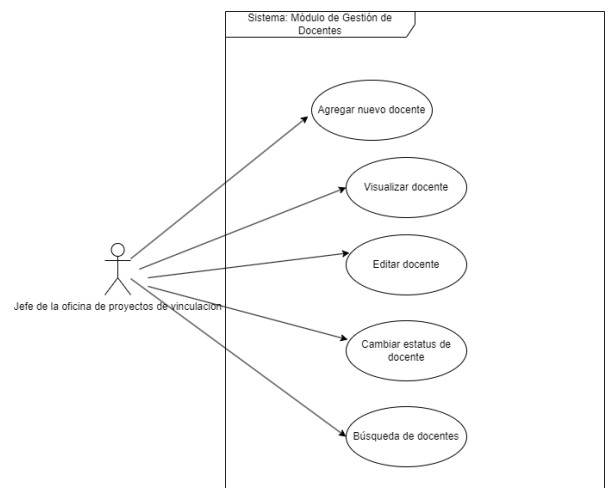 Sistema: Módulo de Gestión de
Docentes
Agregar nuevo docente
Visualizar docente
Editar docente
Jefe de la oficina de proyectos de vinculacion
Cambiar estatus de
docente
Búsqueda de docentes